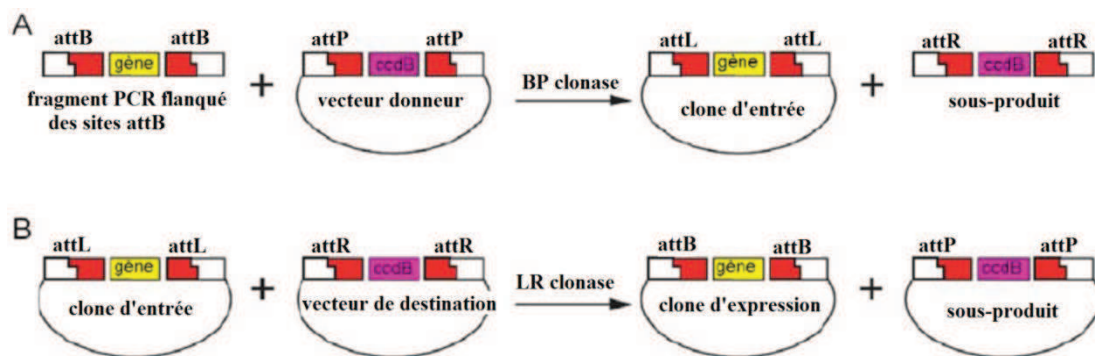 A
attB attB attP attP attL attL attR attR
gène ccdB gène ccdB
BP clonase
fragment PCR flanqué vecteur donneur clone d'entrée sous-produit
des sites attB
+ +
B
attL attL attR attR attB attB attP attP
gène ccdB gène ccdB
LR clonase
clone d'entrée vecteur de destination clone d'expression sous-produit
+ +